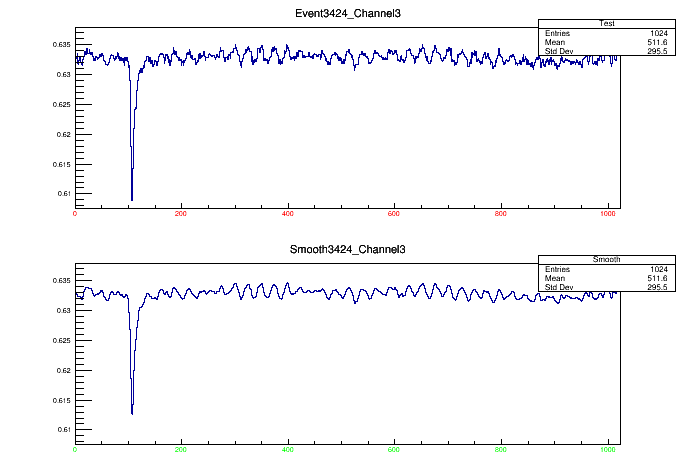 Event3424_Channel3
Test
Entries 1024
Mean 511.6
Std Dev 295.5
0.635
0.63
0.625
0.62
0.615
0.61
0 200 400 600 800 1000
Smooth3424_Channel3
Smooth
Entries 1024
Mean 511.6
Std Dev 295.5
0.635
0.63
0.625
0.62
0.615
0.61
0 200 400 600 800 1000